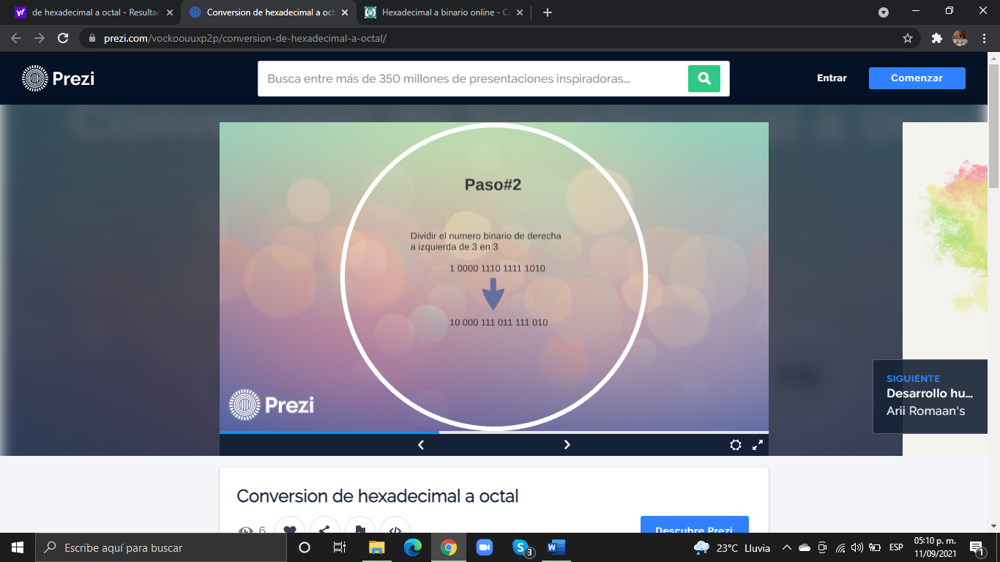 de hexadecimal a octal - Resultad
Conversion de hexadecimal a oct
Hexadecimal a binario online - Ca
prezi.com/vockoouuxp2p/conversion-de-hexadecimal-a-octal/
Prezi
Busca entre más de 350 millones de presentaciones inspiradoras...
Entrar
Comenzar
Paso#2
Dividir el numero binario de derecha
a izquierda de 3 en 3
1 0000 1110 1111 1010
10 000 111 011 111 010
Prezi
SIGUIENTE
Desarrollo hu...
Arii Romaan's
Conversion de hexadecimal a octal
6
Descubre Prezi
Escribe aquí para buscar
3
23°C Lluvia
ESP
05:10 p. m.
11/09/2021
1